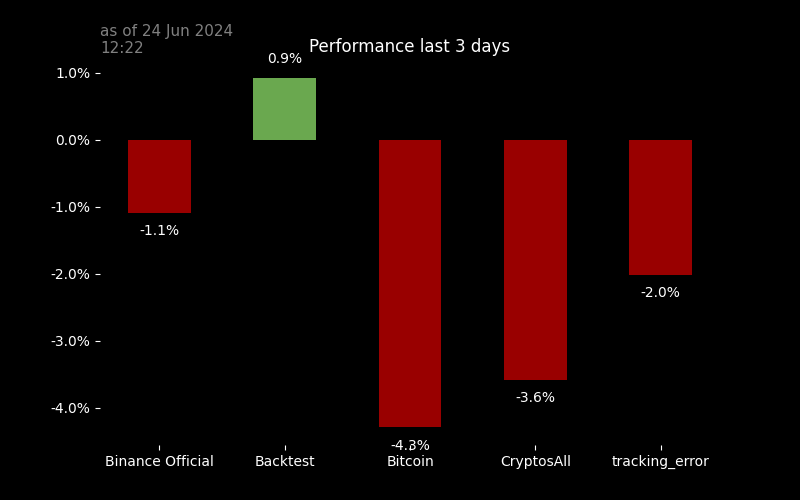 as of 24 Jun 2024
12:22
Performance last 3 days
1.0%
0.0%
-1.0%
-2.0%
-3.0%
-4.0%
0.9%
-1.1%
-4.3%
-3.6%
-2.0%
Binance Official
Backtest
Bitcoin
CryptosAll
tracking_error